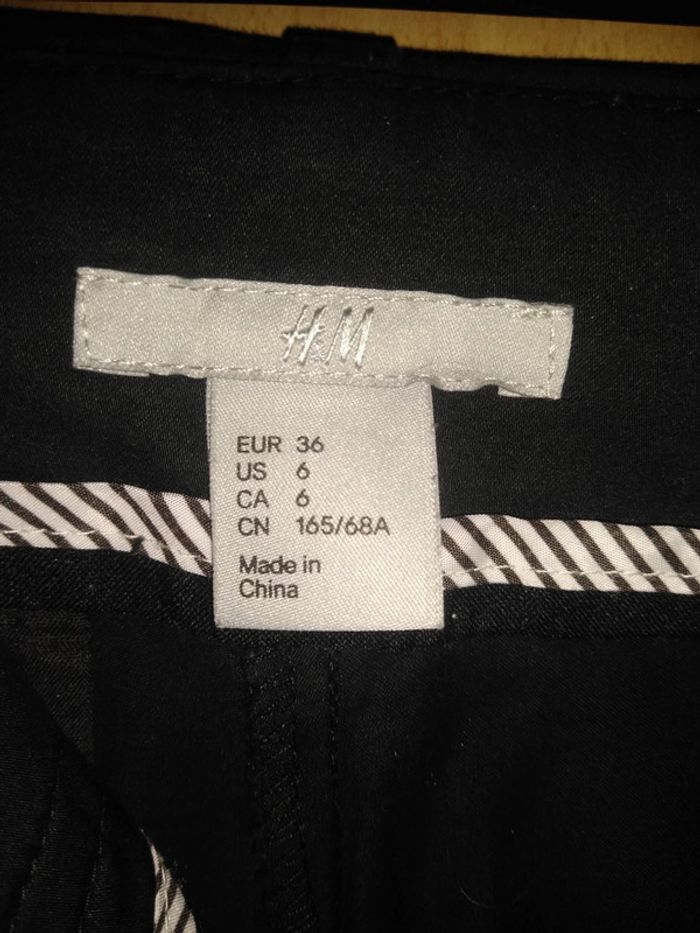 H&M
EUR 36
US 6
CA 6
CN 165/68A
Made in
China